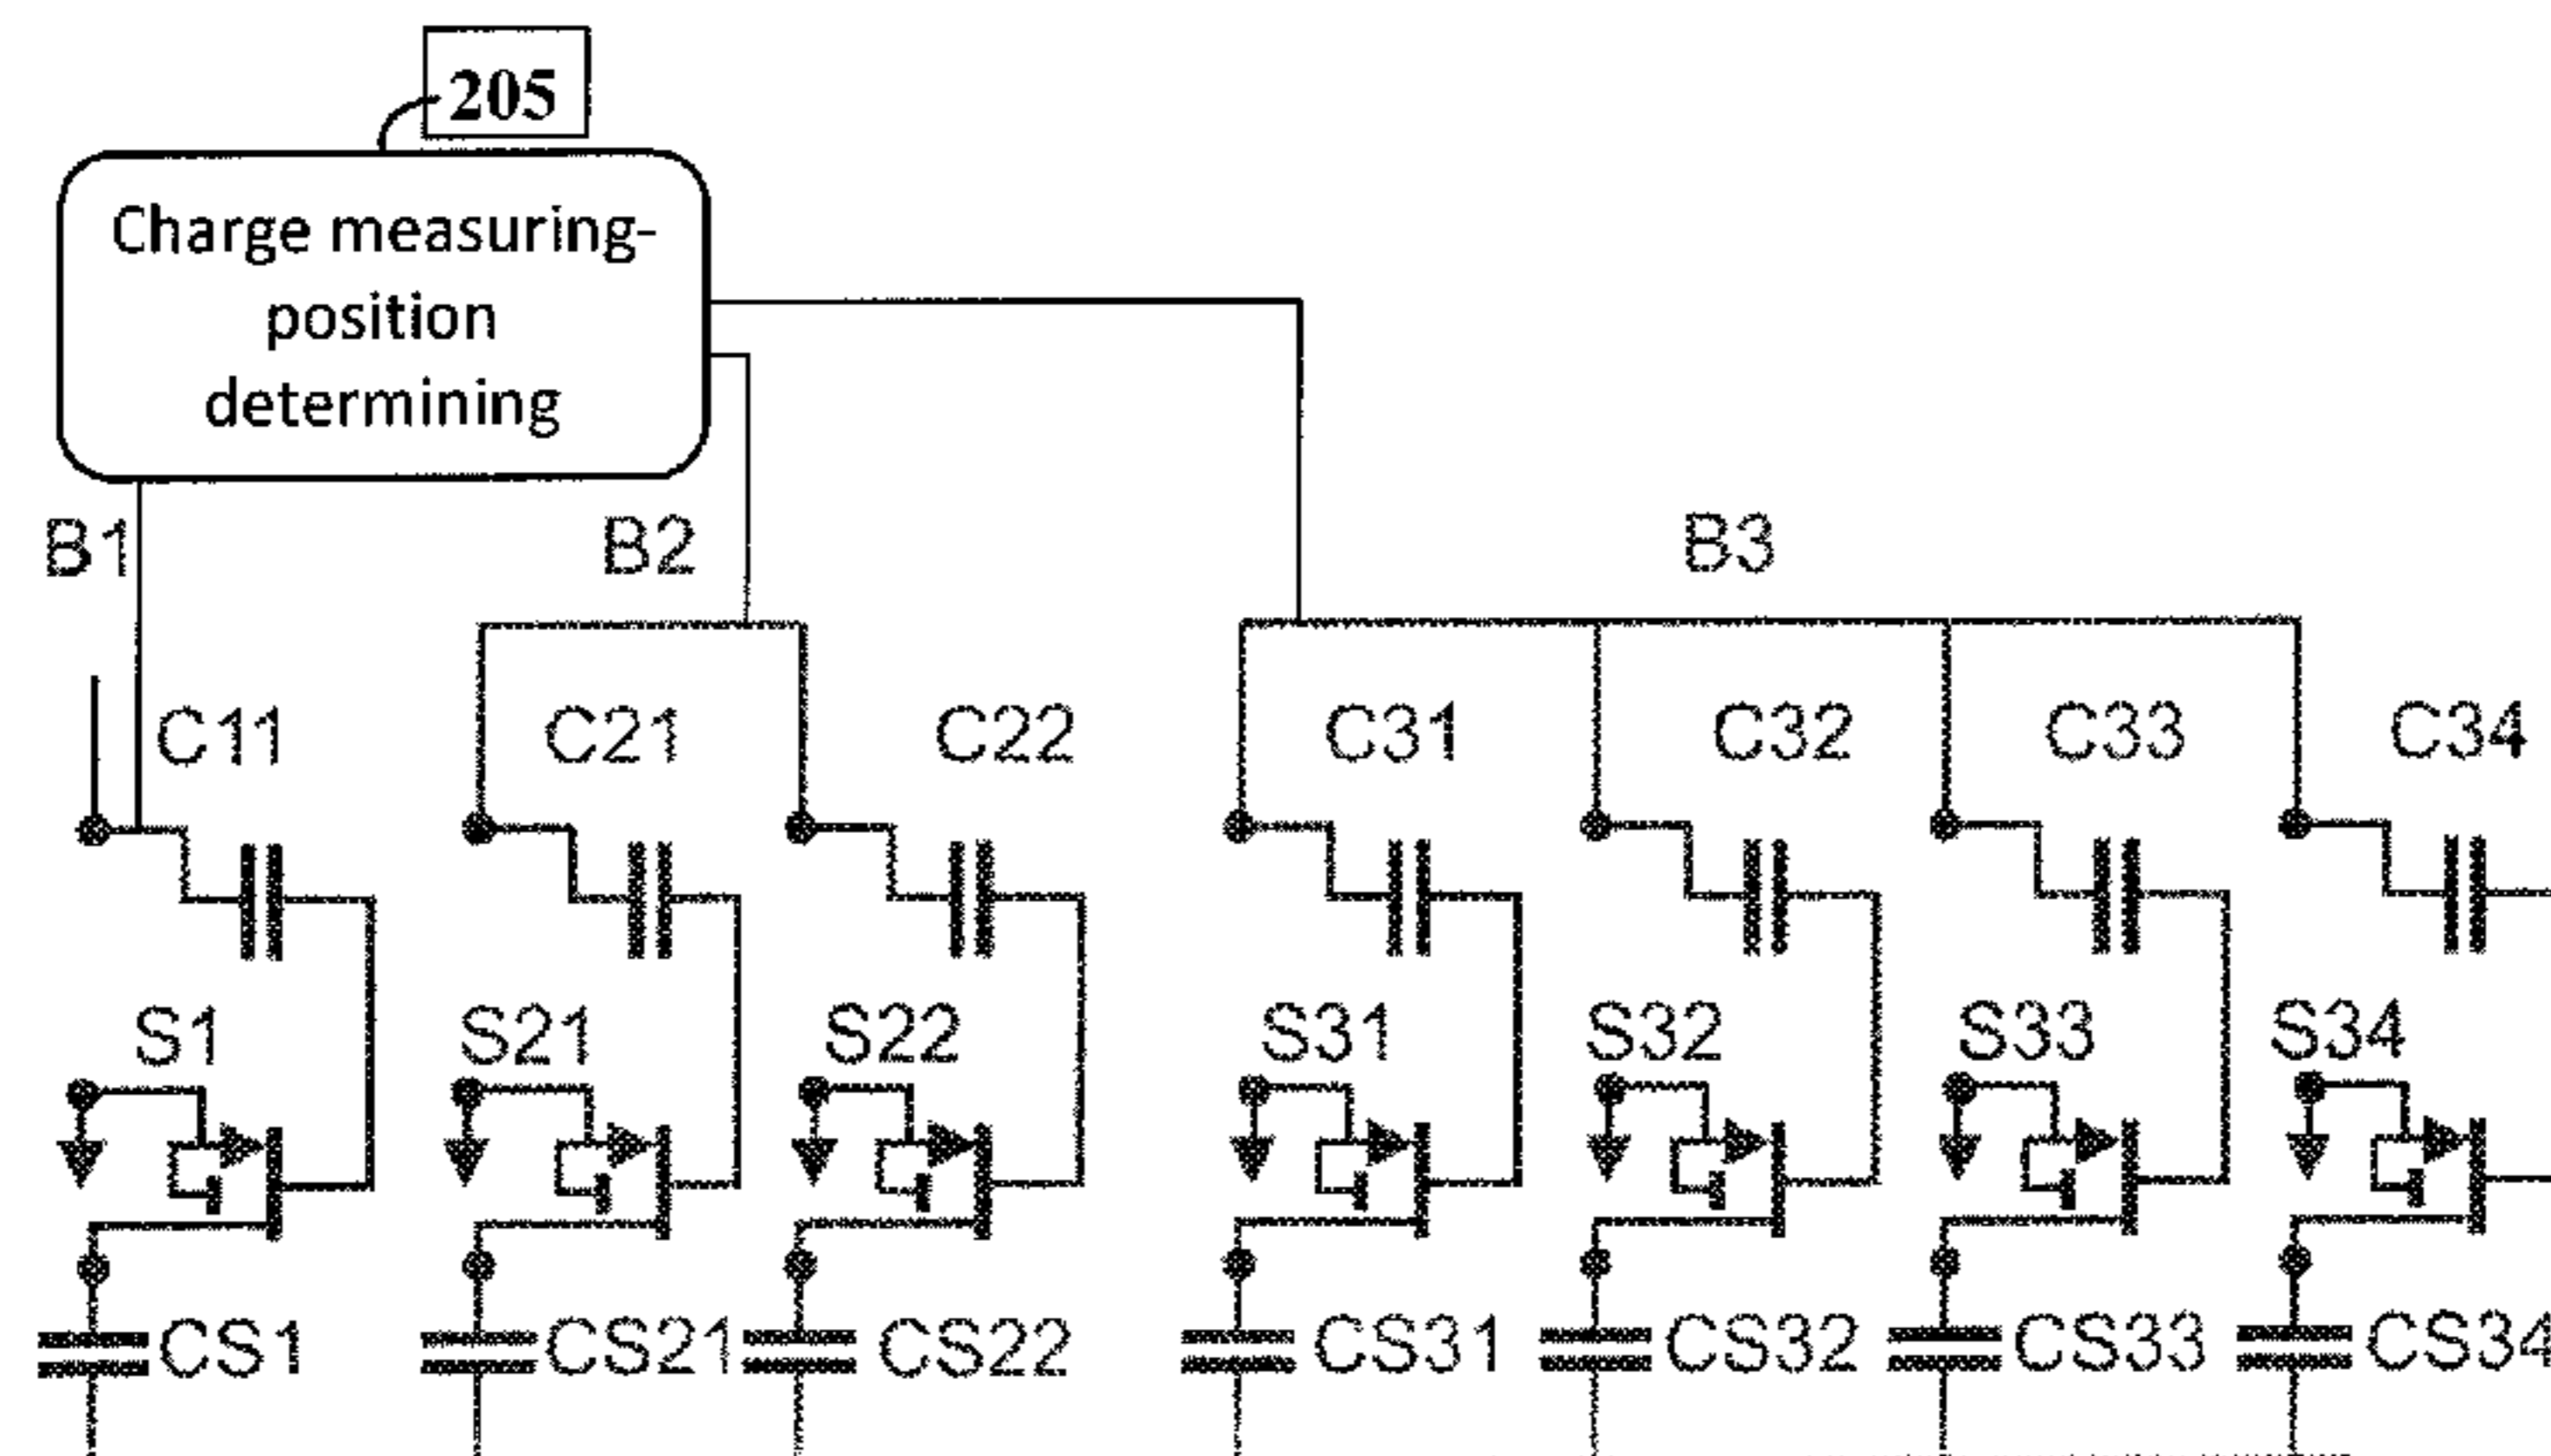 205
Charge measuring-
position
determining
B1 B2 B3
C11 C21 C22 C31 C32 C33 C34
S1 S21 S22 S31 S32 S33 S34
CS1 CS21 CS22 CS31 CS32 CS33 CS34